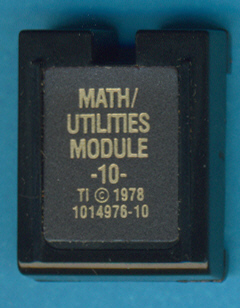 MATH/
UTILITIES
MODULE
-10-
TI © 1978
1014976-10